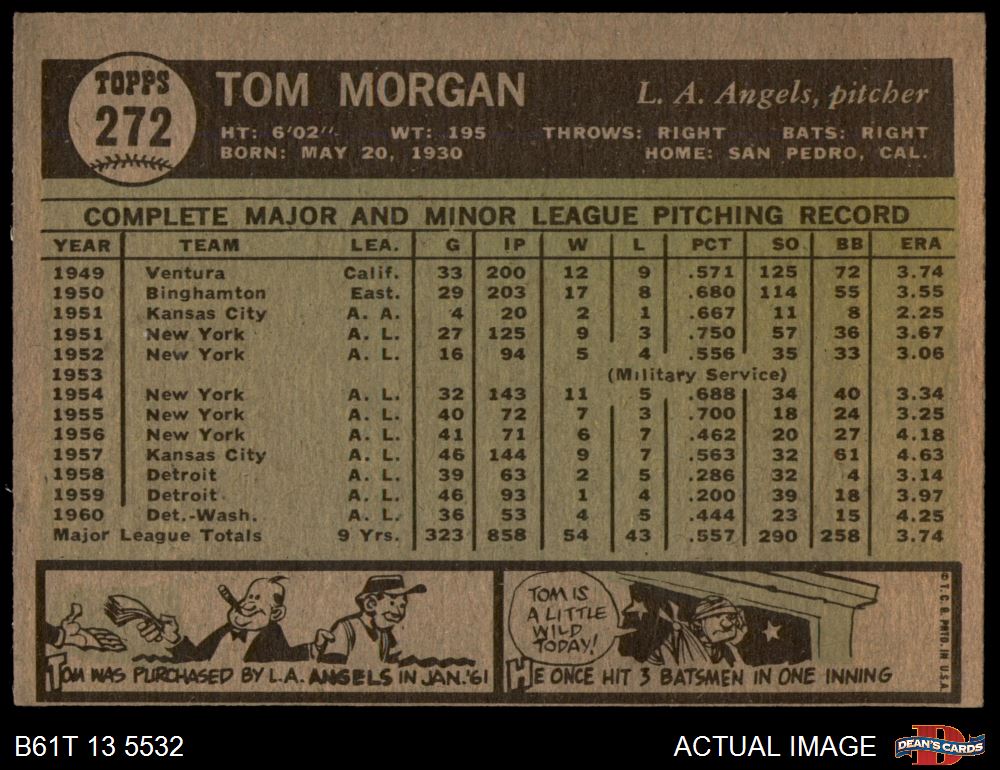 TOPPS
272
TOM MORGAN
L. A. Angels, pitcher
HT: 6'02" WT: 195 THROWS: RIGHT BATS: RIGHT
BORN: MAY 20, 1930 HOME: SAN PEDRO, CAL.
COMPLETE MAJOR AND MINOR LEAGUE PITCHING RECORD
YEAR TEAM LEA. G IP W L PCT SO BB ERA
1949 Ventura Calif. 33 200 12 9 .571 125 72 3.74
1950 Binghamton East. 29 203 17 8 .680 114 55 3.55
1951 Kansas City A. A. 4 20 2 1 .667 11 8 2.25
1951 New York A. L. 27 125 9 3 .750 57 36 3.67
1952 New York A. L. 16 94 5 4 .556 35 33 3.06
1953 (Military Service)
1954 New York A. L. 32 143 11 5 .688 34 40 3.34
1955 New York A. L. 40 72 7 3 .700 18 24 3.25
1956 New York A. L. 41 71 6 7 .462 20 27 4.18
1957 Kansas City A. L. 46 144 9 7 .563 32 61 4.63
1958 Detroit A. L. 39 63 2 5 .286 32 4 3.14
1959 Detroit A. L. 46 93 1 4 .200 39 18 3.97
1960 Det.-Wash. A. L. 36 53 4 5 .444 23 15 4.25
Major League Totals 9 Yrs. 323 858 54 43 .557 290 258 3.74
TOM WAS PURCHASED BY L.A. ANGELS IN JAN. '61
TOM IS
A LITTLE
WILD
TODAY!
HE ONCE HIT 3 BATSMEN IN ONE INNING
© T. C. G. PRTD. IN U.S.A.
B61T 13 5532
ACTUAL IMAGE
D
DEAN'S CARDS